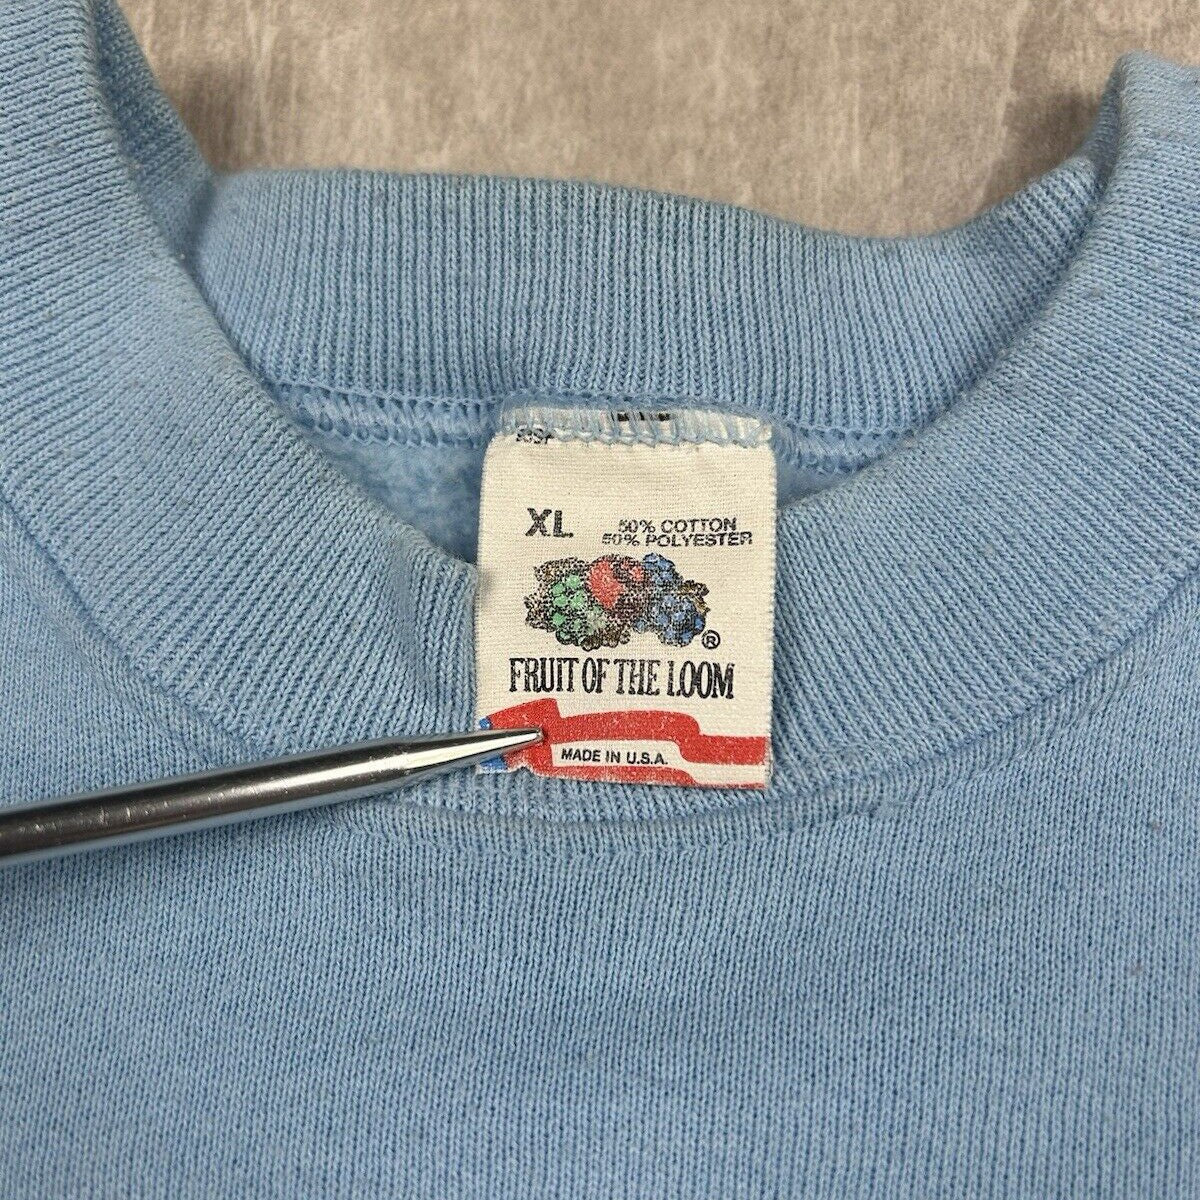 XL
50% COTTON
50% POLYESTER
®
FRUIT OF THE LOOM
MADE IN U.S.A.